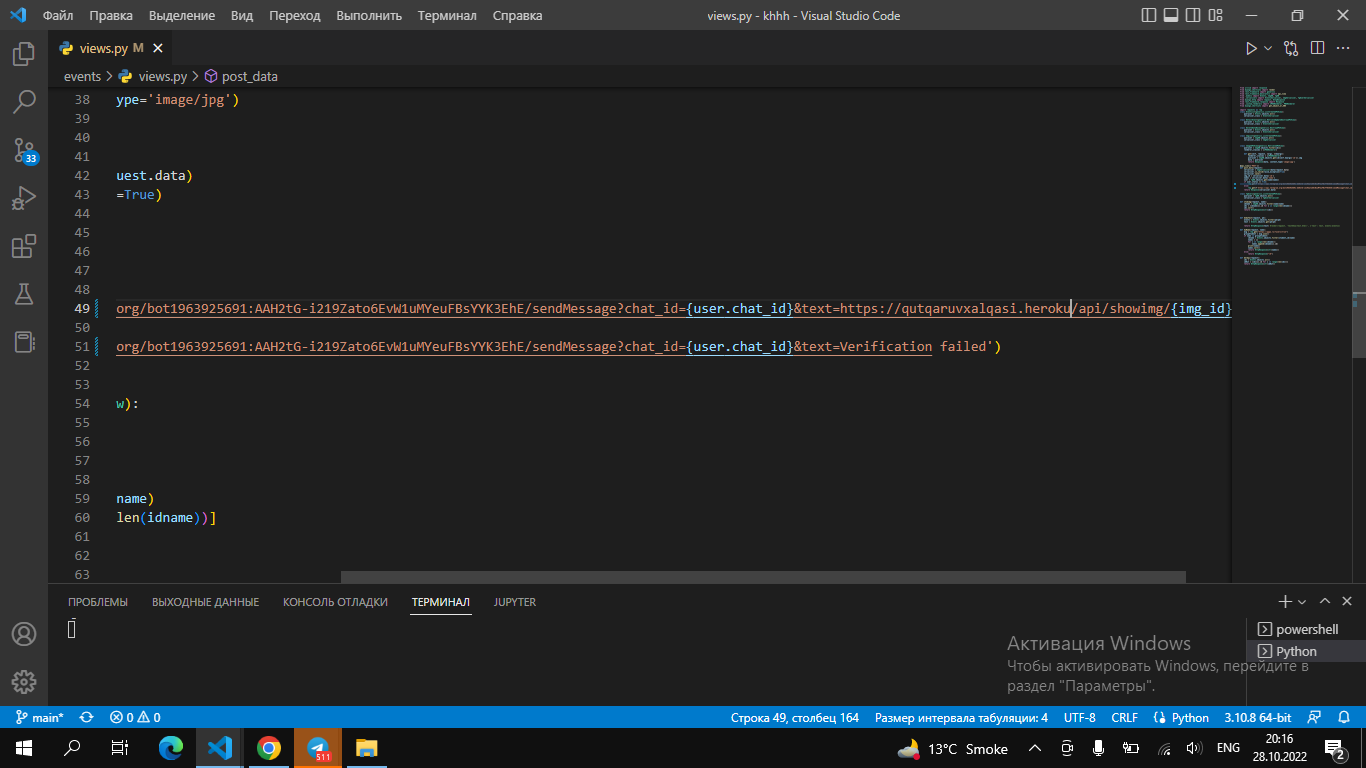 Файл Правка Выделение Вид Переход Выполнить Терминал Справка views.py - khhh - Visual Studio Code
views.py M
events > views.py > post_data
38 ype='image/jpg')
39
40
41
42 uest.data)
43 =True)
44
45
46
47
48
49 org/bot1963925691:AAH2tG-i219Zato6EvW1uMYeuFBsYYK3EhE/sendMessage?chat_id={user.chat_id}&text=https://qutqaruvxalqasi.heroku/api/showimg/{img_id}
50
51 org/bot1963925691:AAH2tG-i219Zato6EvW1uMYeuFBsYYK3EhE/sendMessage?chat_id={user.chat_id}&text=Verification failed')
52
53
54 w):
55
56
57
58
59 name)
60 len(idname))]
61
62
63
33
ПРОБЛЕМЫ ВЫХОДНЫЕ ДАННЫЕ КОНСОЛЬ ОТЛАДКИ ТЕРМИНАЛ JUPYTER
powershell
Python
Активация Windows
Чтобы активировать Windows, перейдите в
раздел "Параметры".
main* 0 0 Строка 49, столбец 164 Размер интервала табуляции: 4 UTF-8 CRLF Python 3.10.8 64-bit
511 13°C Smoke ENG 20:16
28.10.2022 2